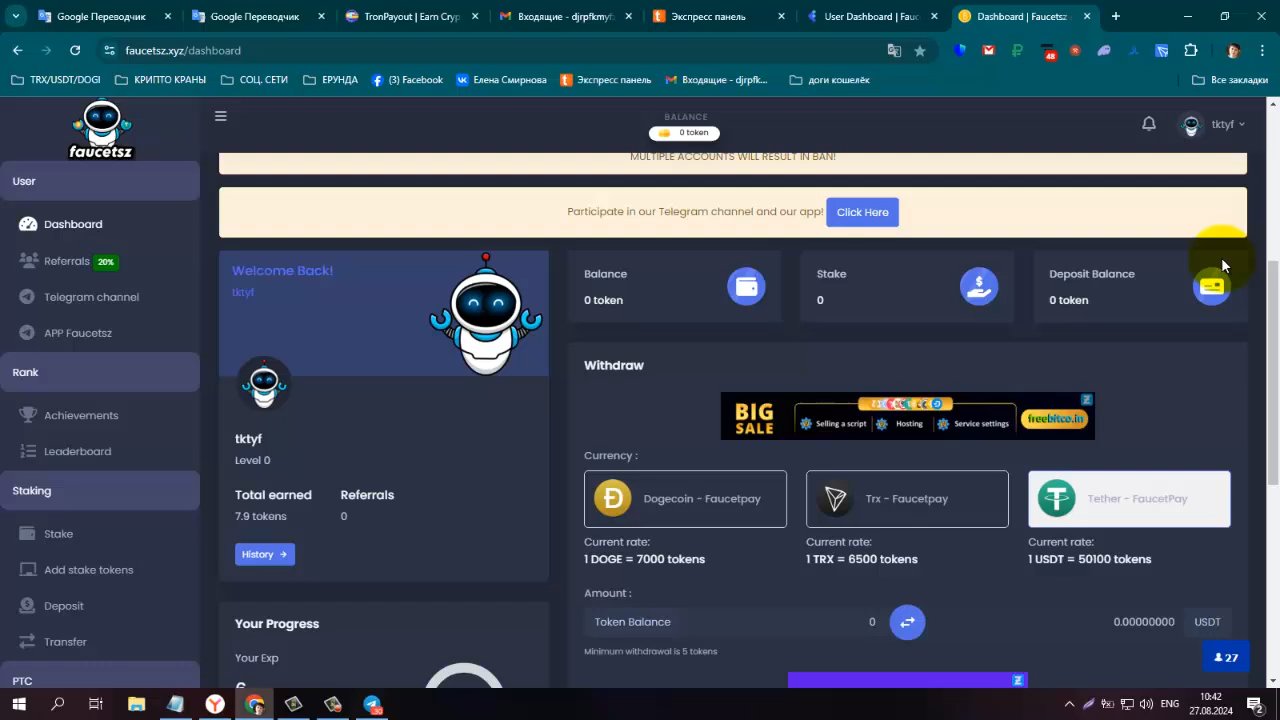 Google Переводчик
Google Переводчик
TronPayout | Earn Cryp
Входящие - djrpfkmyfz
Экспресс панель
User Dashboard | Fauc
Dashboard | Faucetsz
faucetsz.xyz/dashboard
48
TRX/USDT/DOGI
КРИПТО КРАНЫ
СОЦ. СЕТИ
ЕРУНДА
(3) Facebook
Елена Смирнова
Экспресс панель
Входящие - djrpfk...
доги кошелёк
Все закладки
faucetsz
BALANCE
0 token
tktyf
User
Dashboard
Referrals 20%
Telegram channel
APP Faucetsz
Rank
Achievements
Leaderboard
Staking
Stake
Add stake tokens
Deposit
Transfer
PTC
MULTIPLE ACCOUNTS WILL RESULT IN BAN!
Participate in our Telegram channel and our app! Click Here
Welcome Back!
tktyf
tktyf
Level 0
Total earned
Referrals
7.9 tokens
0
History →
Your Progress
Your Exp
Balance
0 token
Stake
0
Deposit Balance
0 token
Withdraw
BIG SALE
Selling a script
Hosting
Service settings
freebitco.in
Currency :
Dogecoin - Faucetpay
Trx - Faucetpay
Tether - FaucetPay
Current rate:
1 DOGE = 7000 tokens
Current rate:
1 TRX = 6500 tokens
Current rate:
1 USDT = 50100 tokens
Amount :
Token Balance
0
0.00000000
USDT
Minimum withdrawal is 5 tokens
27
ENG
10:42
27.08.2024
2